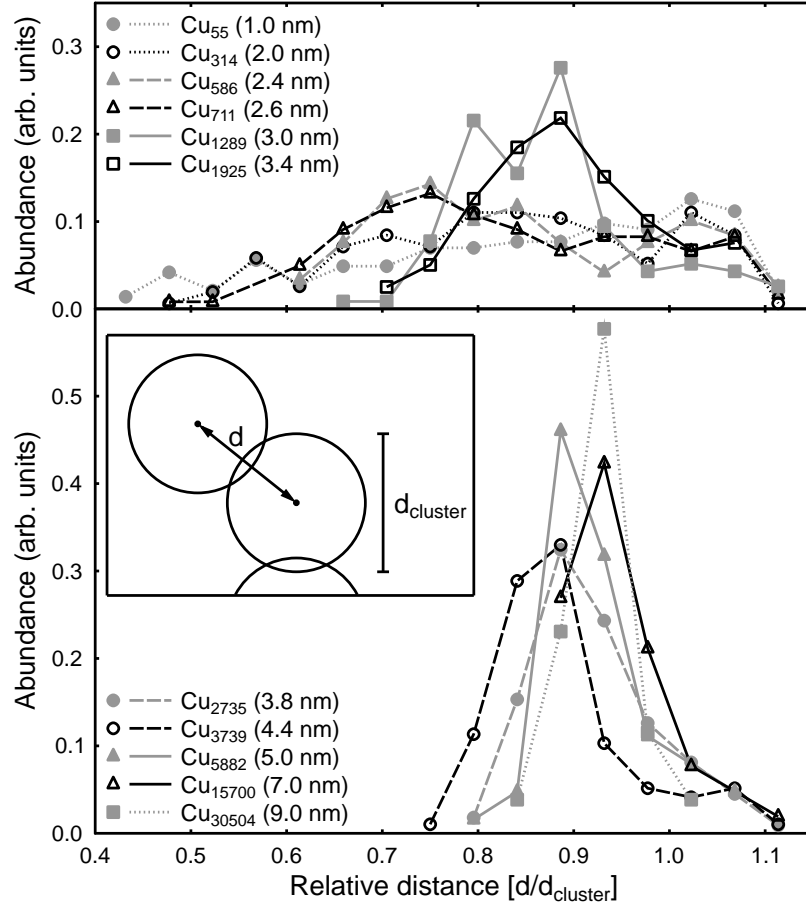 Abundance (arb. units)
0.3
0.2
0.1
0.0
Cu55 (1.0 nm)
Cu314 (2.0 nm)
Cu586 (2.4 nm)
Cu711 (2.6 nm)
Cu1289 (3.0 nm)
Cu1925 (3.4 nm)
Abundance (arb. units)
0.5
0.4
0.3
0.2
0.1
0.0
d
dcluster
Cu2735 (3.8 nm)
Cu3739 (4.4 nm)
Cu5882 (5.0 nm)
Cu15700 (7.0 nm)
Cu30504 (9.0 nm)
0.4 0.5 0.6 0.7 0.8 0.9 1.0 1.1
Relative distance [d/dcluster]